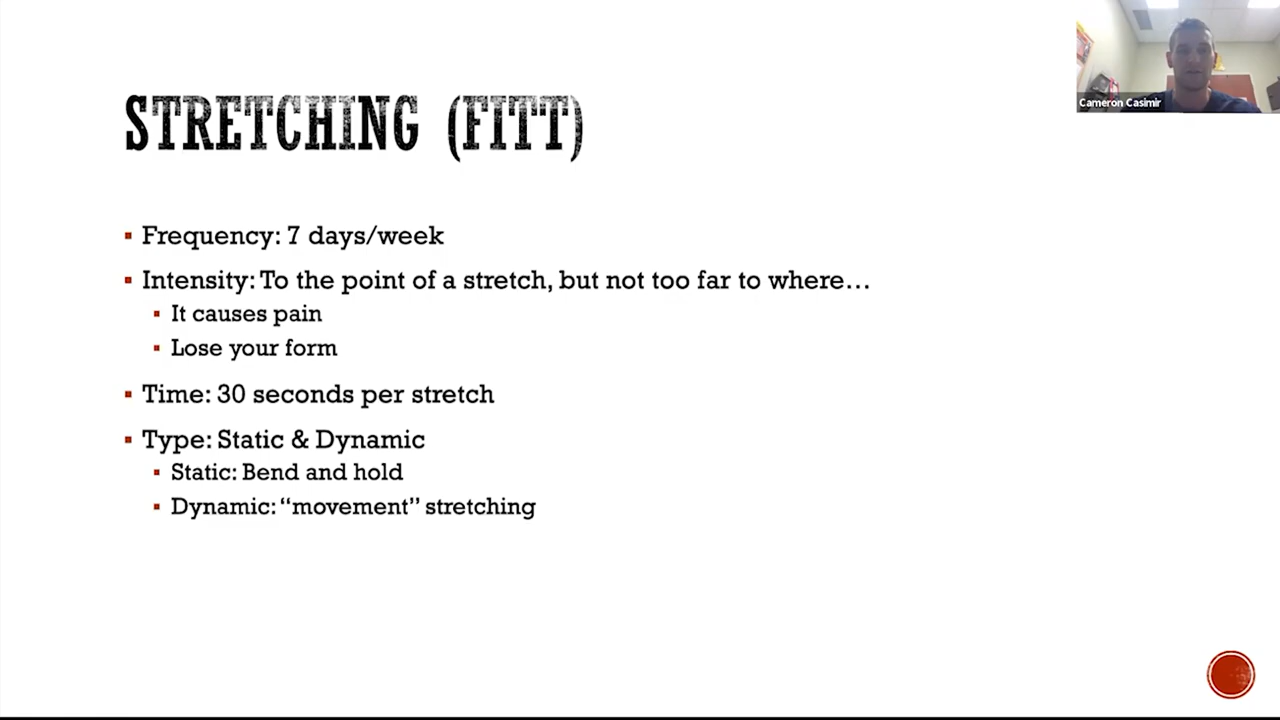 Cameron Casimir
STRETCHING (FITT)
▪ Frequency: 7 days/week
▪ Intensity: To the point of a stretch, but not too far to where…
▪ It causes pain
▪ Lose your form
▪ Time: 30 seconds per stretch
▪ Type: Static & Dynamic
▪ Static: Bend and hold
▪ Dynamic: “movement” stretching